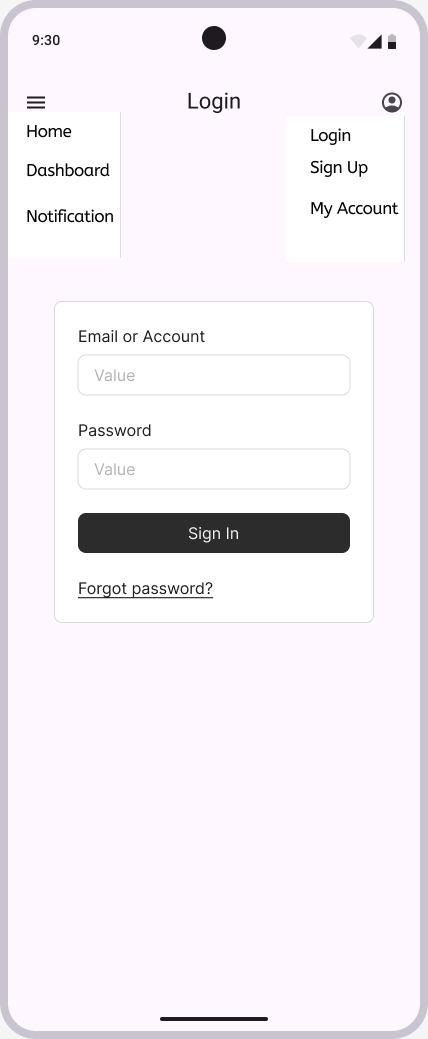 9:30
Login
Home
Dashboard
Notification
Login
Sign Up
My Account
Email or Account
Value
Password
Value
Sign In
Forgot password?